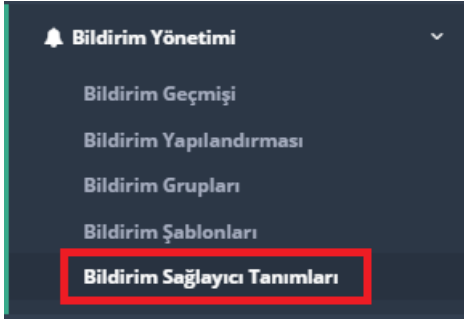 Bildirim Yönetimi
Bildirim Geçmişi
Bildirim Yapılandırması
Bildirim Grupları
Bildirim Şablonları
Bildirim Sağlayıcı Tanımları